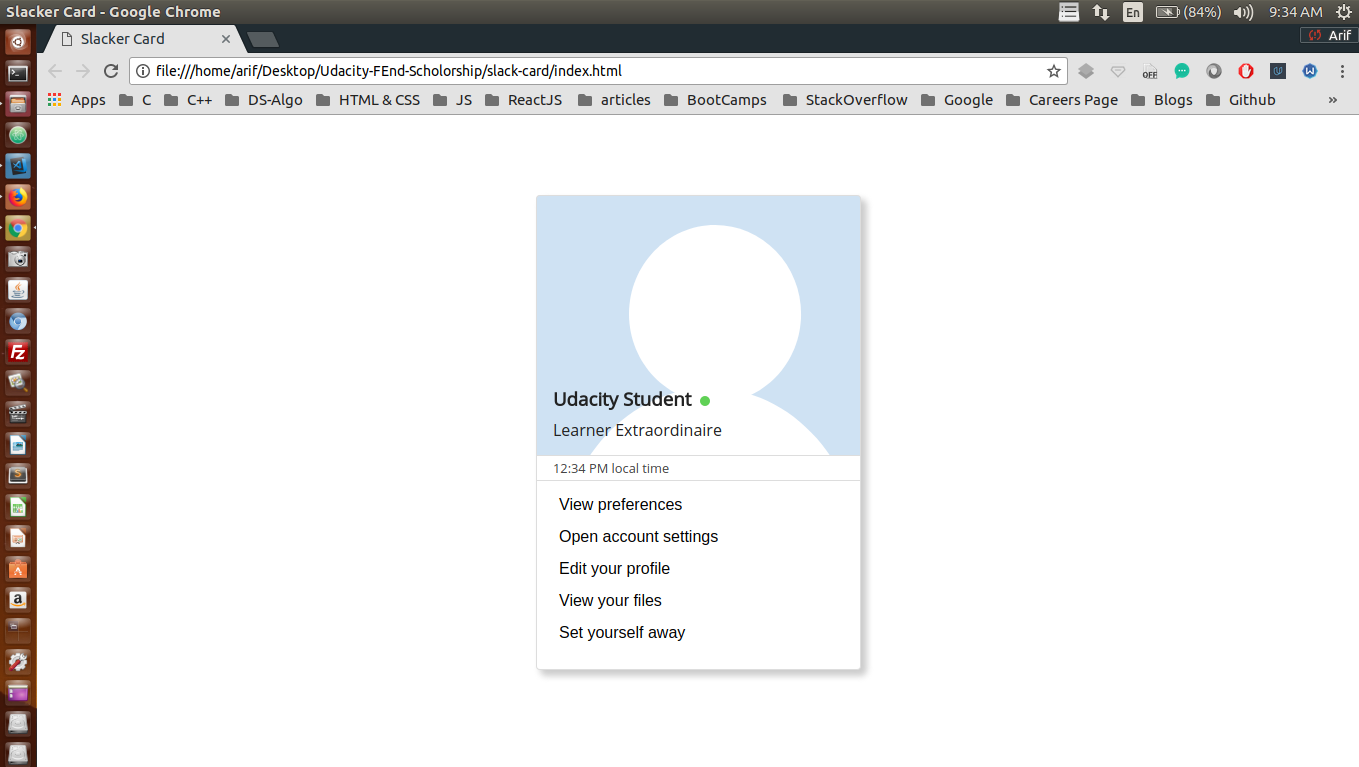 Slacker Card - Google Chrome
En (84%) 9:34 AM
Slacker Card
Arif
file:///home/arif/Desktop/Udacity-FEnd-Scholorship/slack-card/index.html
OFF
Apps C C++ DS-Algo HTML & CSS JS ReactJS articles BootCamps StackOverflow Google Careers Page Blogs Github »
Udacity Student
Learner Extraordinaire
12:34 PM local time
View preferences
Open account settings
Edit your profile
View your files
Set yourself away